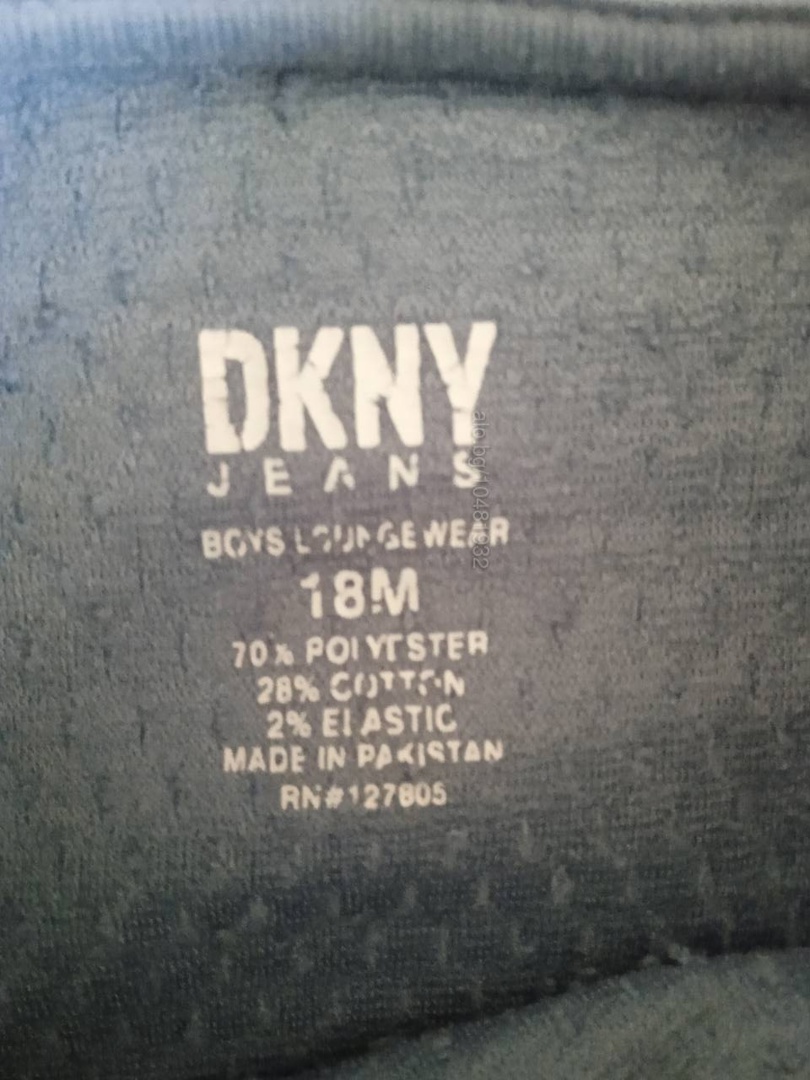 DKNY
JEANS
BOYS LOUNGEWEAR
18M
70% POLYESTER
28% COTTON
2% ELASTIC
MADE IN PAKISTAN
RN#127805